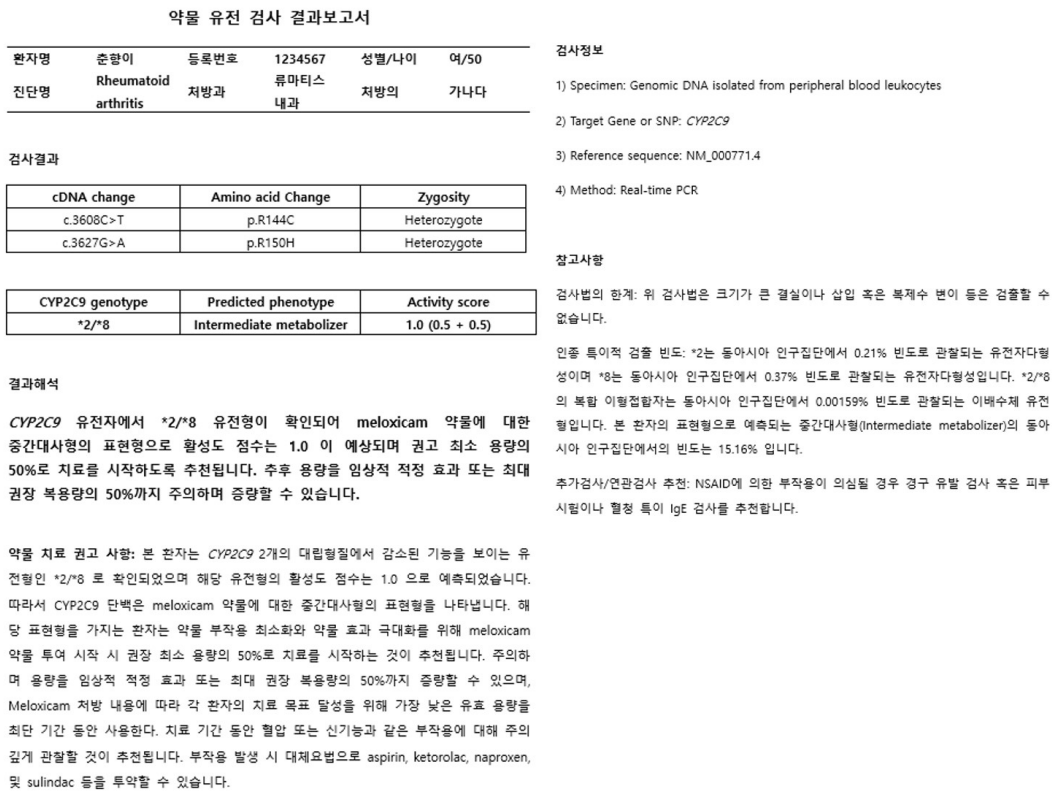 약물 유전 검사 결과보고서
환자명 춘향이 등록번호 1234567 성별/나이 여/50
진단명 Rheumatoid arthritis 처방과 류마티스 내과 처방의 가나다
검사결과
cDNA change Amino acid Change Zygosity
c.3608C>T p.R144C Heterozygote
c.3627G>A p.R150H Heterozygote
CYP2C9 genotype Predicted phenotype Activity score
*2/*8 Intermediate metabolizer 1.0 (0.5 + 0.5)
결과해석
CYP2C9 유전자에서 *2/*8 유전형이 확인되어 meloxicam 약물에 대한
중간대사형의 표현형으로 활성도 점수는 1.0 이 예상되며 권고 최소 용량의
50%로 치료를 시작하도록 추천됩니다. 추후 용량을 임상적 적정 효과 또는 최대
권장 복용량의 50%까지 주의하며 증량할 수 있습니다.
약물 치료 권고 사항: 본 환자는 CYP2C9 2개의 대립형질에서 감소된 기능을 보이는 유
전형인 *2/*8 로 확인되었으며 해당 유전형의 활성도 점수는 1.0 으로 예측되었습니다.
따라서 CYP2C9 단백은 meloxicam 약물에 대한 중간대사형의 표현형을 나타냅니다. 해
당 표현형을 가지는 환자는 약물 부작용 최소화와 약물 효과 극대화를 위해 meloxicam
약물 투여 시작 시 권장 최소 용량의 50%로 치료를 시작하는 것이 추천됩니다. 주의하
며 용량을 임상적 적정 효과 또는 최대 권장 복용량의 50%까지 증량할 수 있으며,
Meloxicam 처방 내용에 따라 각 환자의 치료 목표 달성을 위해 가장 낮은 유효 용량을
최단 기간 동안 사용한다. 치료 기간 동안 혈압 또는 신기능과 같은 부작용에 대해 주의
깊게 관찰할 것이 추천됩니다. 부작용 발생 시 대체요법으로 aspirin, ketorolac, naproxen,
및 sulindac 등을 투약할 수 있습니다.
검사정보
1) Specimen: Genomic DNA isolated from peripheral blood leukocytes
2) Target Gene or SNP: CYP2C9
3) Reference sequence: NM_000771.4
4) Method: Real-time PCR
참고사항
검사법의 한계: 위 검사법은 크기가 큰 결실이나 삽입 혹은 복제수 변이 등은 검출할 수
없습니다.
인종 특이적 검출 빈도: *2는 동아시아 인구집단에서 0.21% 빈도로 관찰되는 유전자다형
성이며 *8는 동아시아 인구집단에서 0.37% 빈도로 관찰되는 유전자다형성입니다. *2/*8
의 복합 이형접합자는 동아시아 인구집단에서 0.00159% 빈도로 관찰되는 이배수체 유전
형입니다. 본 환자의 표현형으로 예측되는 중간대사형(Intermediate metabolizer)의 동아
시아 인구집단에서의 빈도는 15.16% 입니다.
추가검사/연관검사 추천: NSAID에 의한 부작용이 의심될 경우 경구 유발 검사 혹은 피부
시험이나 혈청 특이 IgE 검사를 추천합니다.